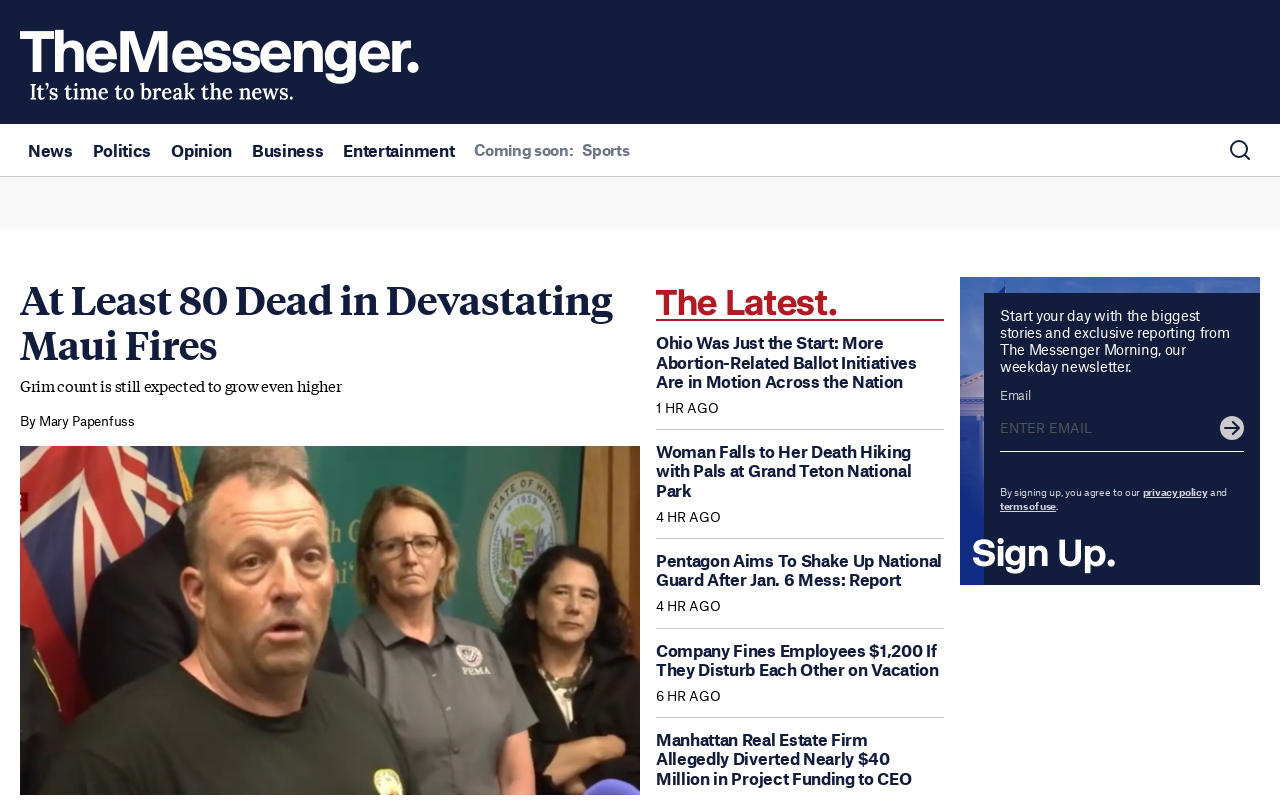 TheMessenger.
It's time to break the news.
News Politics Opinion Business Entertainment Coming soon: Sports
At Least 80 Dead in Devastating
Maui Fires
Grim count is still expected to grow even higher
By Mary Papenfuss
STATE OF HAWAII
1959
FEMA
The Latest.
Ohio Was Just the Start: More
Abortion-Related Ballot Initiatives
Are in Motion Across the Nation
1 HR AGO
Woman Falls to Her Death Hiking
with Pals at Grand Teton National
Park
4 HR AGO
Pentagon Aims To Shake Up National
Guard After Jan. 6 Mess: Report
4 HR AGO
Company Fines Employees $1,200 If
They Disturb Each Other on Vacation
6 HR AGO
Manhattan Real Estate Firm
Allegedly Diverted Nearly $40
Million in Project Funding to CEO
Start your day with the biggest
stories and exclusive reporting from
The Messenger Morning, our
weekday newsletter.
Email
ENTER EMAIL
By signing up, you agree to our privacy policy and
terms of use.
Sign Up.